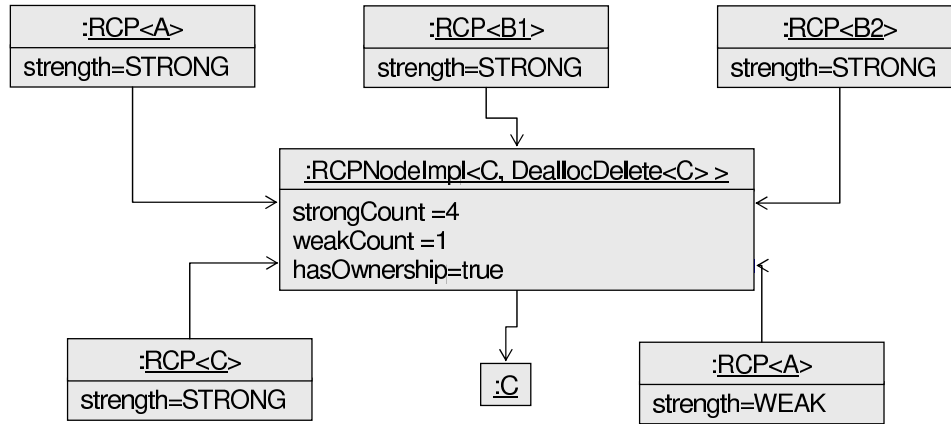 :RCP<A>
strength=STRONG
:RCP<B1>
strength=STRONG
:RCP<B2>
strength=STRONG
:RCPNodeImpl<C, DeallocDelete<C> >
strongCount =4
weakCount =1
hasOwnership=true
:RCP<C>
strength=STRONG
:C
:RCP<A>
strength=WEAK